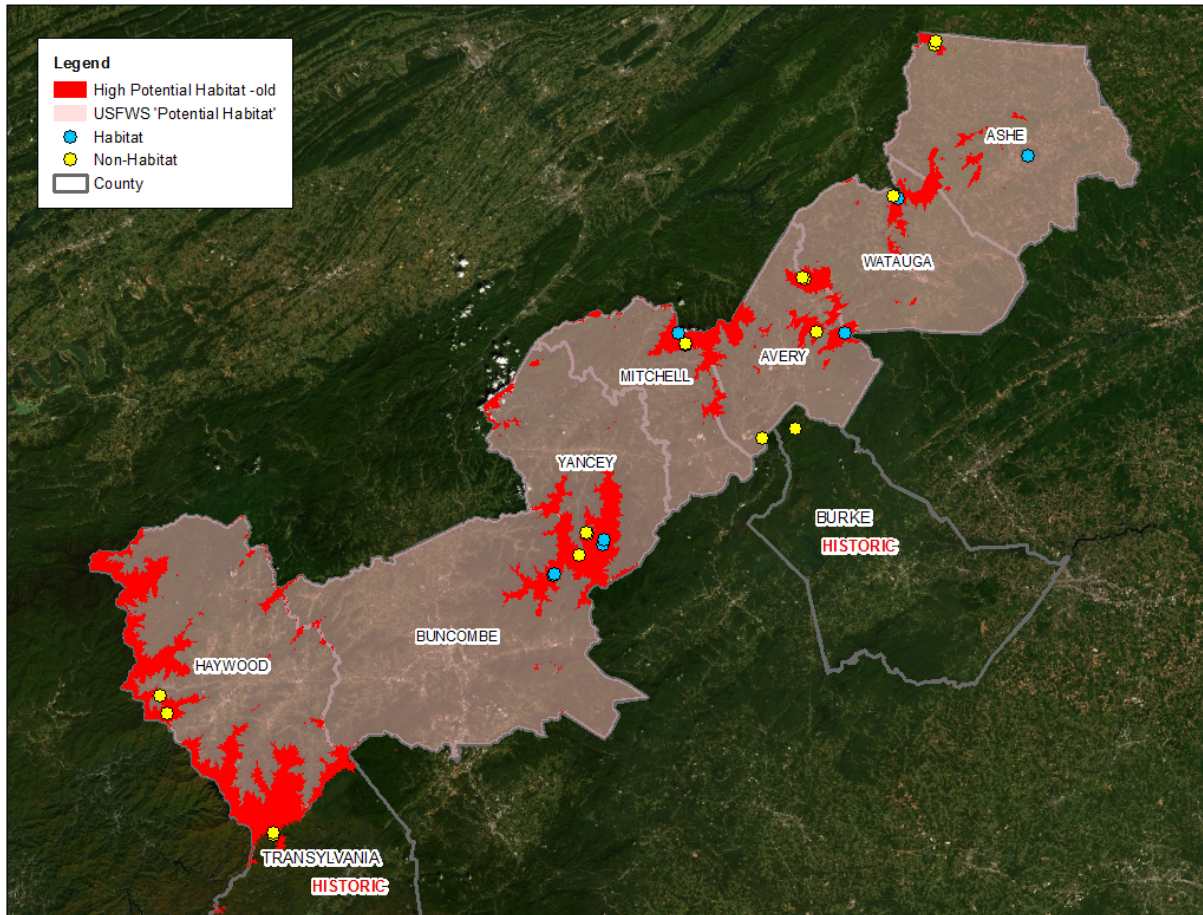 Legend
High Potential Habitat -old
USFWS 'Potential Habitat'
Habitat
Non-Habitat
County
ASHE
WATAUGA
AVERY
MITCHELL
YANCEY
BURKE
HISTORIC
BUNCOMBE
HAYWOOD
TRANSYLVANIA
HISTORIC